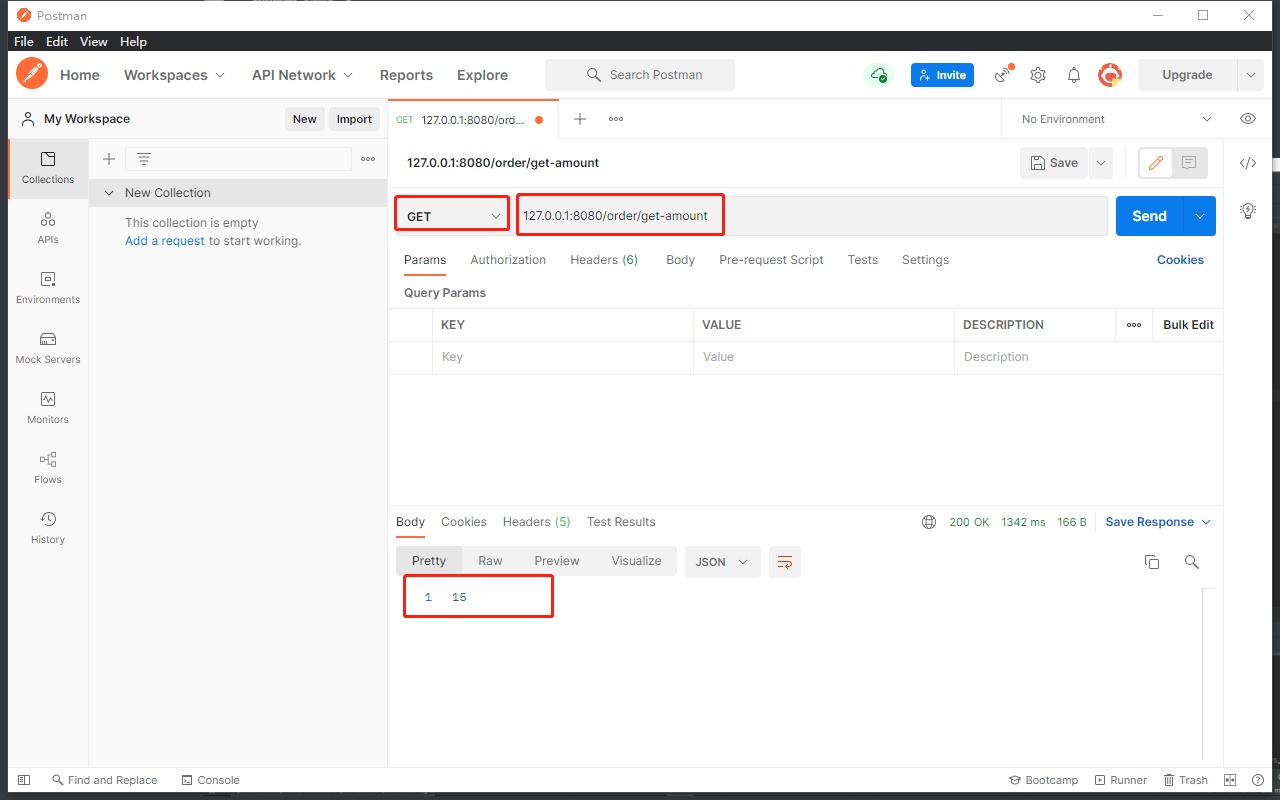 Postman
File Edit View Help
Home Workspaces API Network Reports Explore Search Postman Invite Upgrade
My Workspace New Import GET 127.0.0.1:8080/ord... No Environment
127.0.0.1:8080/order/get-amount Save
Collections
New Collection
This collection is empty
Add a request to start working.
APIs
Environments
Mock Servers
Monitors
Flows
History
GET 127.0.0.1:8080/order/get-amount Send
Params Authorization Headers (6) Body Pre-request Script Tests Settings Cookies
Query Params
KEY VALUE DESCRIPTION Bulk Edit
Key Value Description
Body Cookies Headers (5) Test Results 200 OK 1342 ms 166 B Save Response
Pretty Raw Preview Visualize JSON
1 15
Find and Replace Console Bootcamp Runner Trash